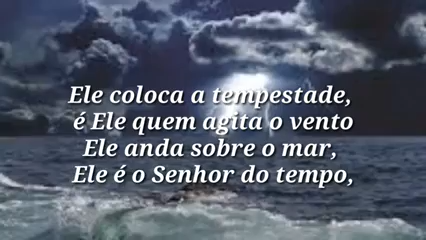 Ele coloca a tempestade,
é Ele quem agita o vento
Ele anda sobre o mar,
Ele é o Senhor do tempo,